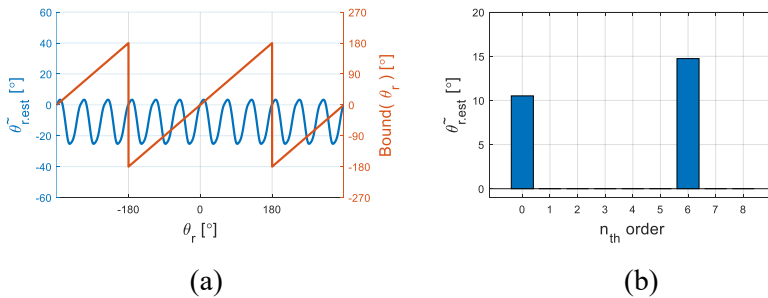 60
40
20
0
-20
-40
-60
θ~r.est [°]
-180
0
180
θr [°]
270
180
90
0
-90
-180
-270
Bound( θr ) [°]
(a)
20
15
10
5
0
θ~r.est [°]
0 1 2 3 4 5 6 7 8
nth order
(b)